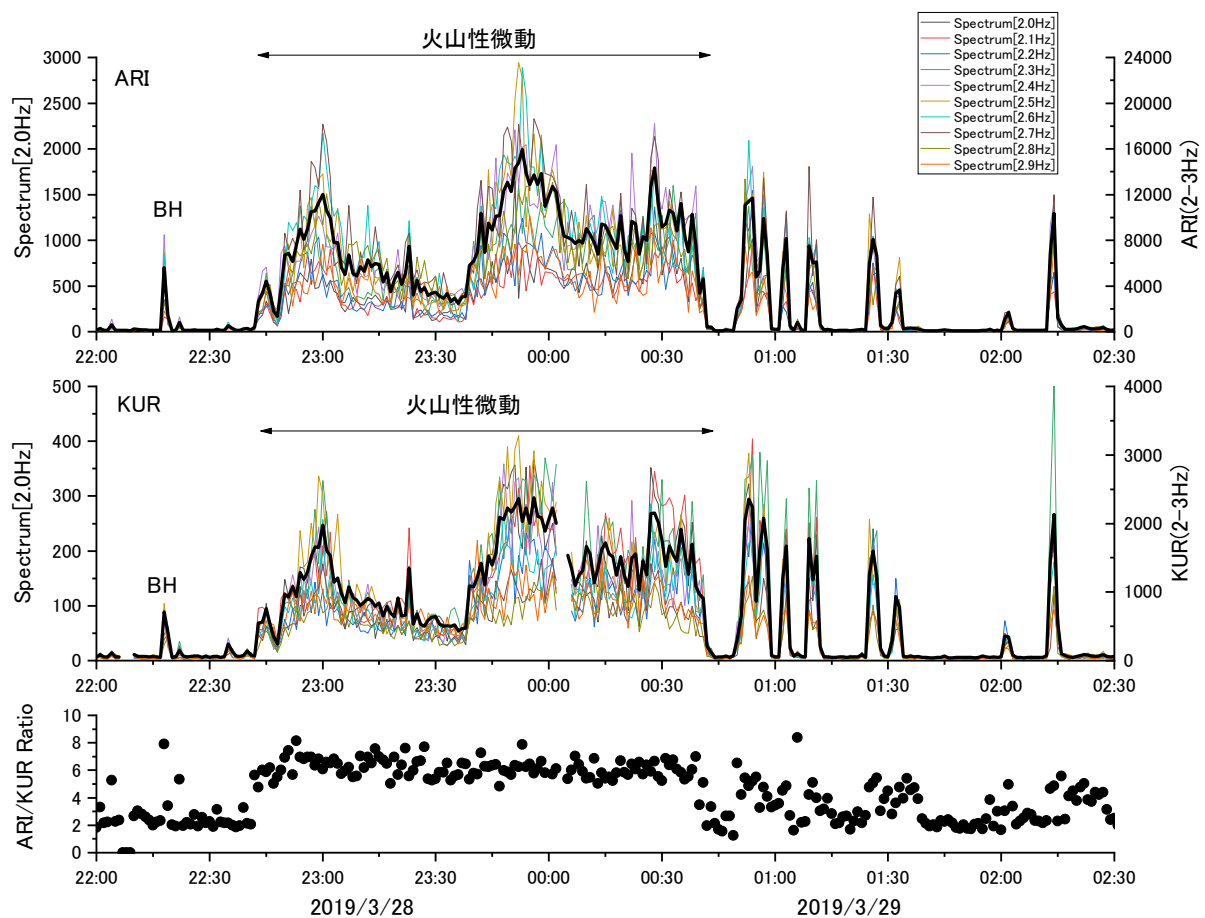 火山性微動
ARI
BH
Spectrum[2.0Hz]
Spectrum[2.1Hz]
Spectrum[2.2Hz]
Spectrum[2.3Hz]
Spectrum[2.4Hz]
Spectrum[2.5Hz]
Spectrum[2.6Hz]
Spectrum[2.7Hz]
Spectrum[2.8Hz]
Spectrum[2.9Hz]
3000
2500
2000
1500
1000
500
0
Spectrum[2.0Hz]
24000
20000
16000
12000
8000
4000
0
ARI(2-3Hz)
22:00 22:30 23:00 23:30 00:00 00:30 01:00 01:30 02:00 02:30
火山性微動
KUR
BH
500
400
300
200
100
0
Spectrum[2.0Hz]
4000
3000
2000
1000
0
KUR(2-3Hz)
22:00 22:30 23:00 23:30 00:00 00:30 01:00 01:30 02:00 02:30
10
8
6
4
2
0
ARI/KUR Ratio
22:00 22:30 23:00 23:30 00:00 00:30 01:00 01:30 02:00 02:30
2019/3/28 2019/3/29